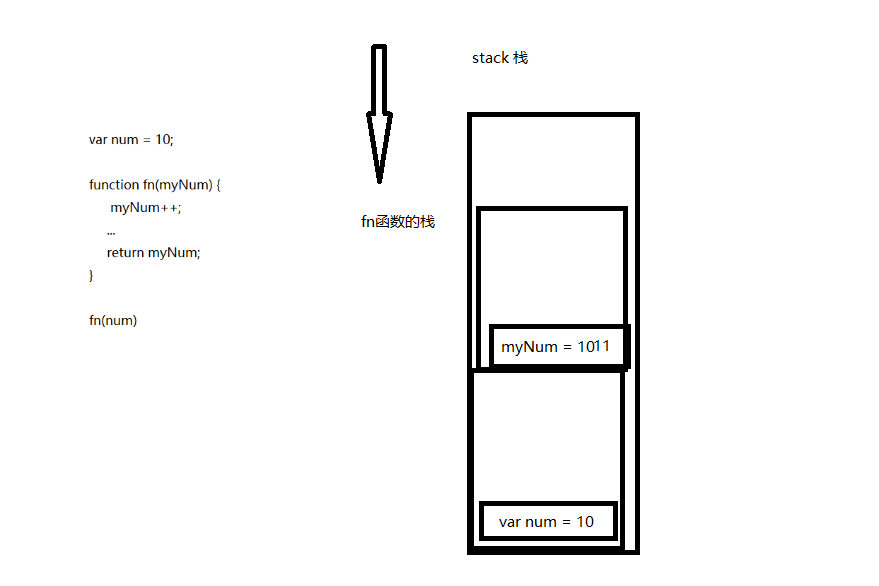 stack 栈
var num = 10;
function fn(myNum) {
myNum++;
...
return myNum;
}
fn(num)
fn函数的栈
myNum = 1011
var num = 10